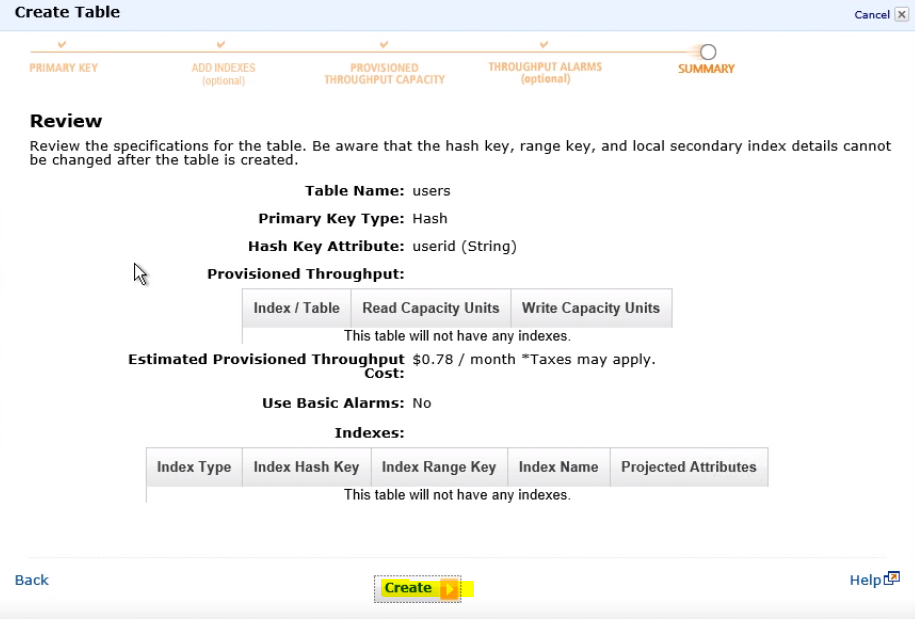 Create Table
Cancel
PRIMARY KEY
ADD INDEXES
(optional)
PROVISIONED
THROUGHPUT CAPACITY
THROUGHPUT ALARMS
(optional)
SUMMARY
Review
Review the specifications for the table. Be aware that the hash key, range key, and local secondary index details cannot
be changed after the table is created.
Table Name: users
Primary Key Type: Hash
Hash Key Attribute: userid (String)
Provisioned Throughput:
Index / Table Read Capacity Units Write Capacity Units
This table will not have any indexes.
Estimated Provisioned Throughput $0.78 / month *Taxes may apply.
Cost:
Use Basic Alarms: No
Indexes:
Index Type Index Hash Key Index Range Key Index Name Projected Attributes
This table will not have any indexes.
Back
Create
Help